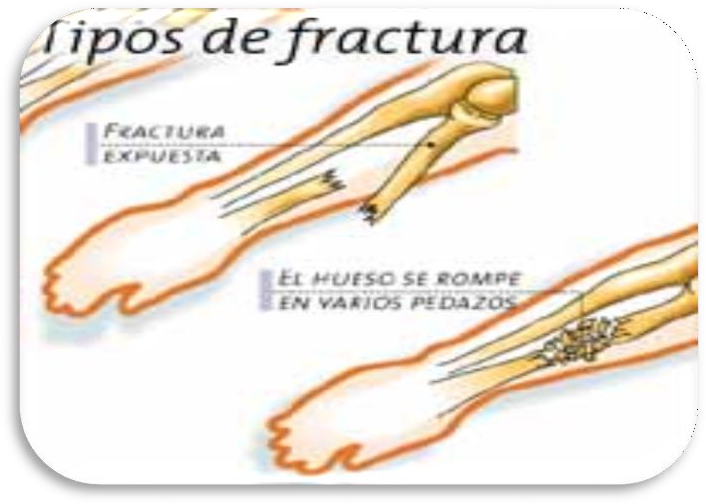 Tipos de fractura
FRACTURA
EXPUESTA
EL HUESO SE ROMPE
EN VARIOS PEDAZOS